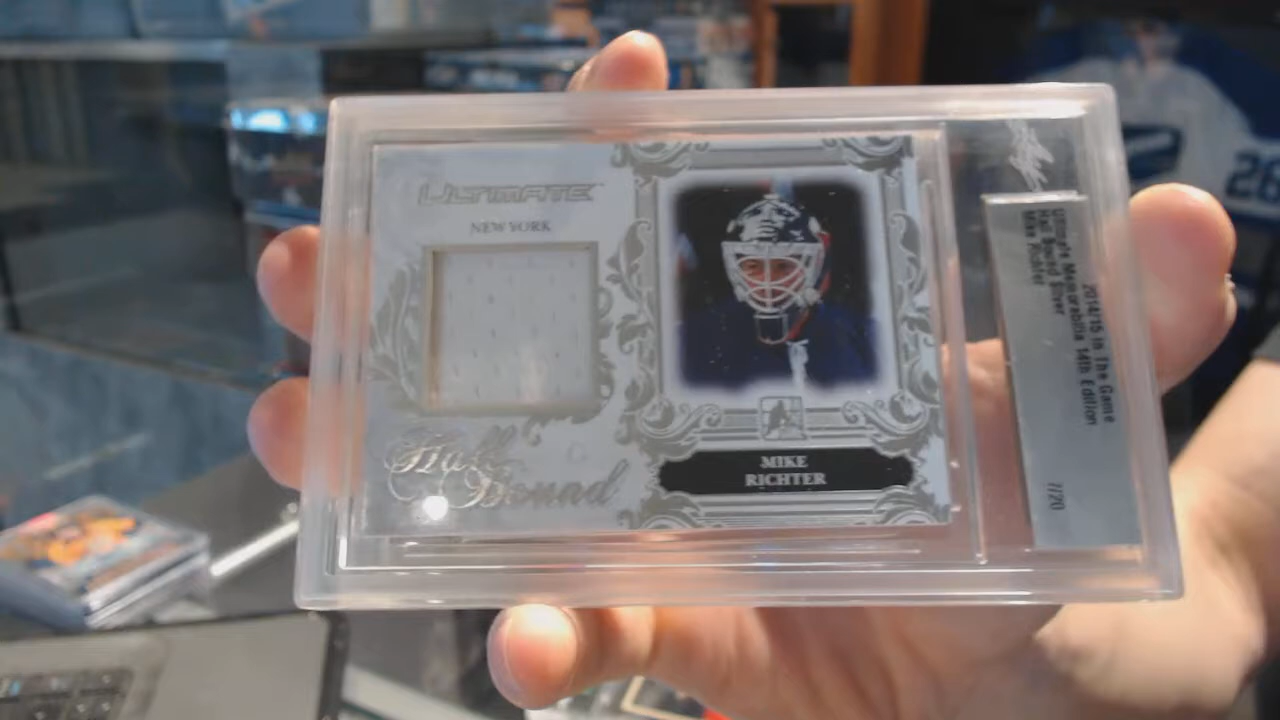 ULTIMATE
NEW YORK
Hall
Bound
MIKE
RICHTER
2014/15 In The Game
Ultimate Memorabilia 14th Edition
Hall Bound Silver
Mike Richter
26